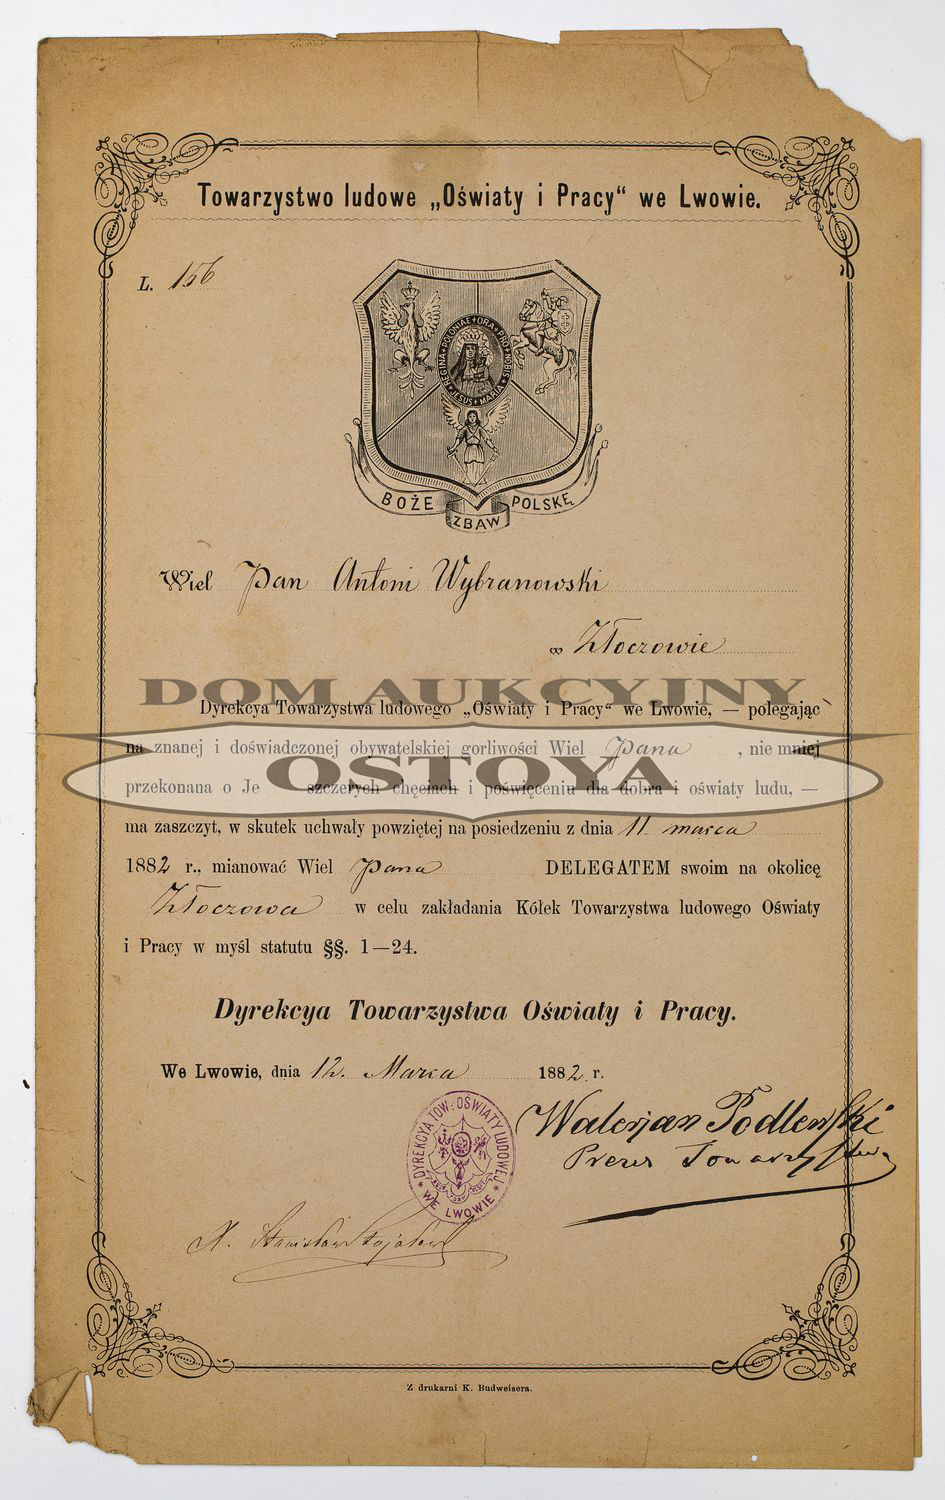 Towarzystwo ludowe „Oświaty i Pracy“ we Lwowie.
L. 156
REGINA POLONIAE + ORA PRO NOBIS + JESUS + MARIA +
BOŻE ZBAW POLSKĘ
Wiel Pan Antoni Wybranowski
w Złoczowie
DOM AUKCYJNY
Dyrekcya Towarzystwa ludowego „Oświaty i Pracy“ we Lwowie, — polegając
na znanej i doświadczonej obywatelskiej gorliwości Wiel Pana , nie mniej
OSTOYA
przekonana o Je szczerych chęciach i poświęceniu dla dobra i oświaty ludu, —
ma zaszczyt, w skutek uchwały powziętej na posiedzeniu z dnia 11 marca
1882 r., mianować Wiel Pana DELEGATEM swoim na okolicę
Złoczowa w celu zakładania Kółek Towarzystwa ludowego Oświaty
i Pracy w myśl statutu §§. 1—24.
Dyrekcya Towarzystwa Oświaty i Pracy.
We Lwowie, dnia 12. Marca 1882 r.
Waleryan Podlewski
Prezes Towarzystwa
DYREKCYA TOW: OŚWIATY LUDOWEJ * WE LWOWIE *
X. Stanisław Stojałowski
Z drukarni K. Budweisera.